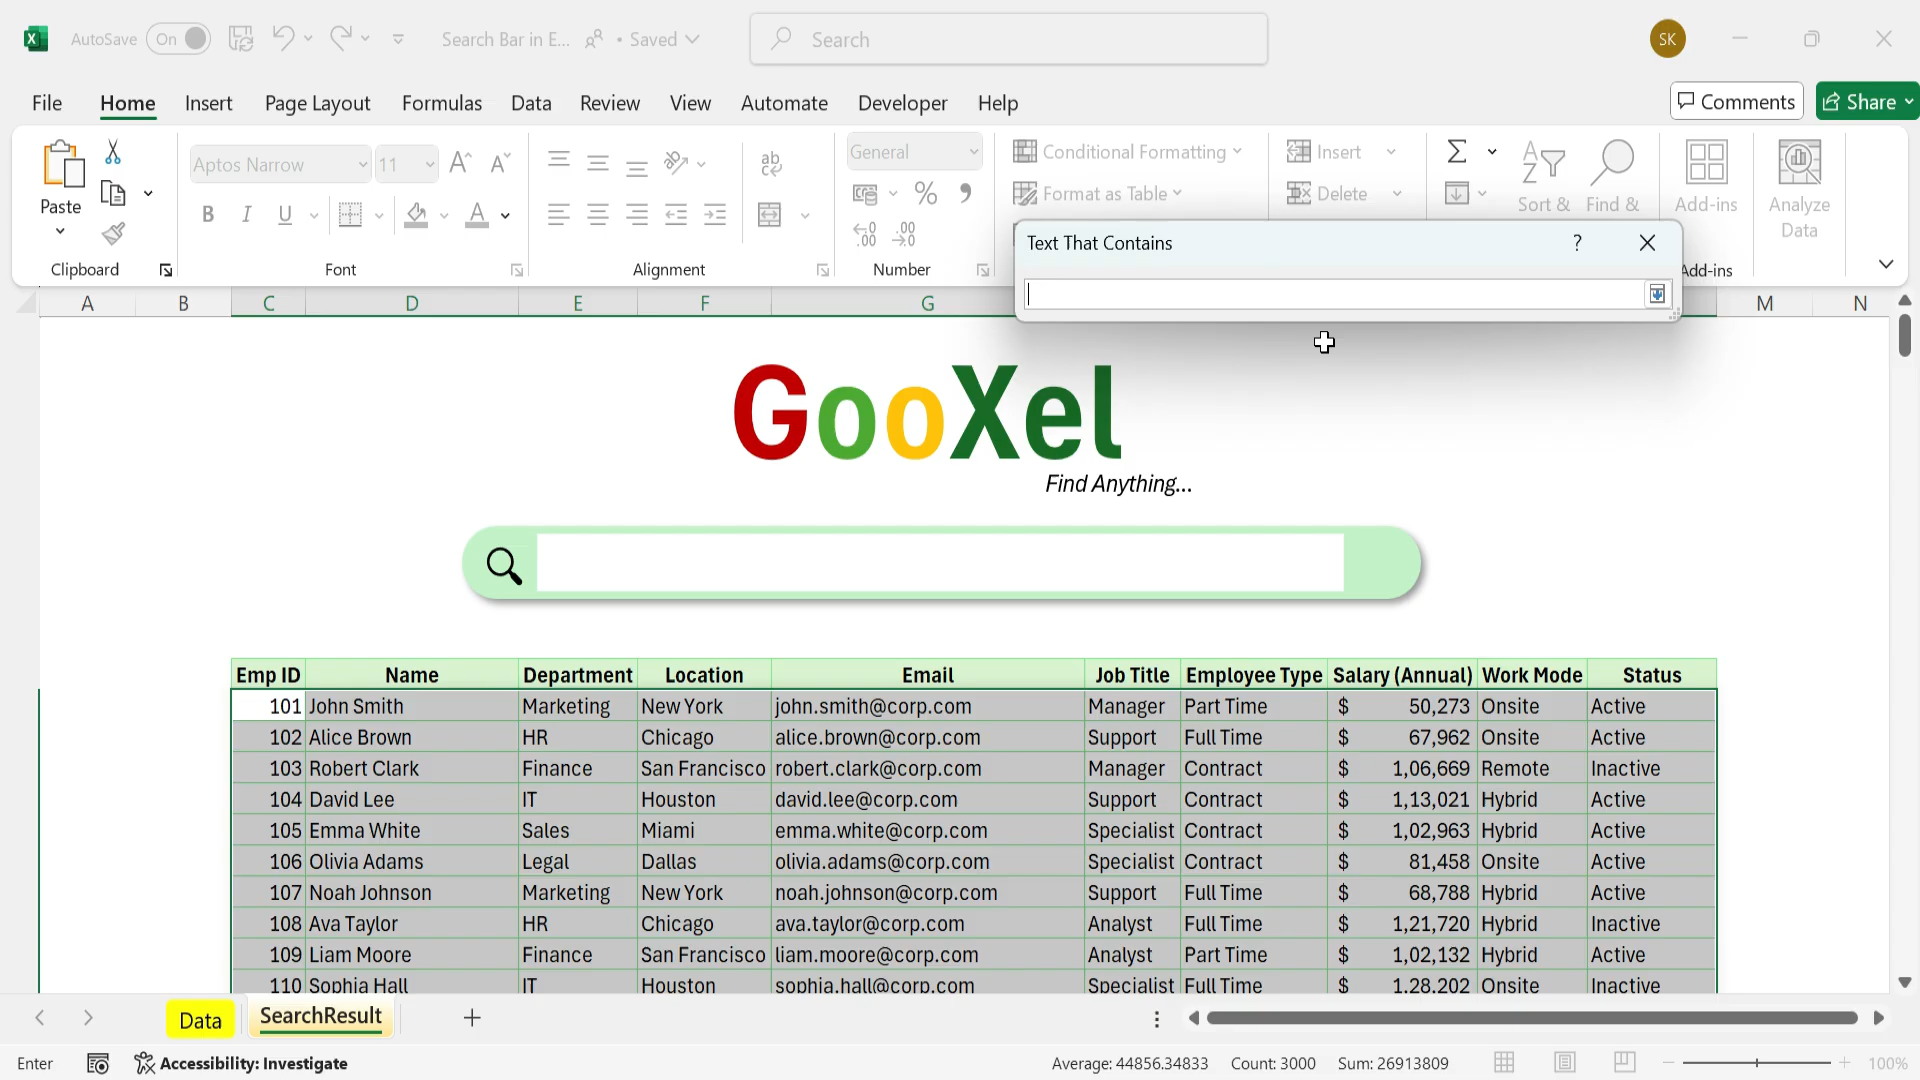 AutoSave On Search Bar in E... • Saved Search SK
File Home Insert Page Layout Formulas Data Review View Automate Developer Help Comments Share
Paste Aptos Narrow 11 General Conditional Formatting Insert Sort & Find & Add-ins Analyze Data
B I U ab % , Format as Table Delete
Clipboard Font Alignment Number Add-ins
Text That Contains ?
A B C D E F G M N
GooXel
Find Anything...
Emp ID Name Department Location Email Job Title Employee Type Salary (Annual) Work Mode Status
101 John Smith Marketing New York john.smith@corp.com Manager Part Time $ 50,273 Onsite Active
102 Alice Brown HR Chicago alice.brown@corp.com Support Full Time $ 67,962 Onsite Active
103 Robert Clark Finance San Francisco robert.clark@corp.com Manager Contract $ 1,06,669 Remote Inactive
104 David Lee IT Houston david.lee@corp.com Support Contract $ 1,13,021 Hybrid Active
105 Emma White Sales Miami emma.white@corp.com Specialist Contract $ 1,02,963 Hybrid Active
106 Olivia Adams Legal Dallas olivia.adams@corp.com Specialist Contract $ 81,458 Onsite Active
107 Noah Johnson Marketing New York noah.johnson@corp.com Support Full Time $ 68,788 Hybrid Active
108 Ava Taylor HR Chicago ava.taylor@corp.com Analyst Full Time $ 1,21,720 Hybrid Inactive
109 Liam Moore Finance San Francisco liam.moore@corp.com Analyst Part Time $ 1,02,132 Hybrid Active
110 Sophia Hall IT Houston sophia.hall@corp.com Specialist Full Time $ 1,28,202 Onsite Inactive
Data SearchResult
Enter Accessibility: Investigate Average: 44856.34833 Count: 3000 Sum: 26913809 100%